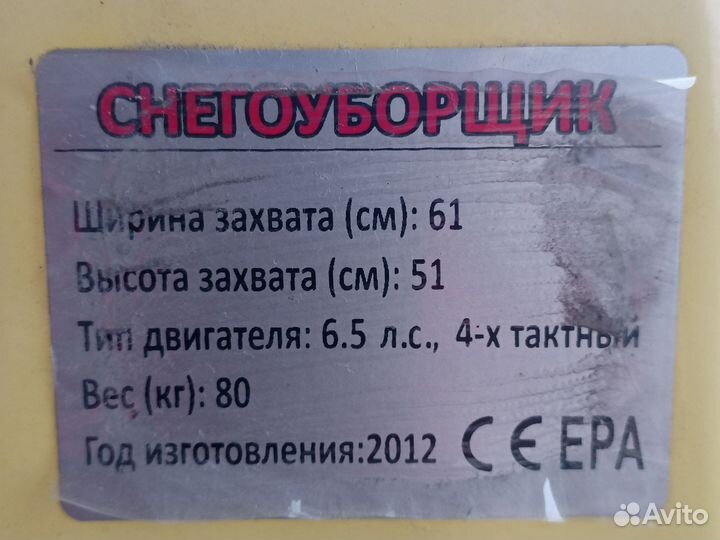 СНЕГОУБОРЩИК
Ширина захвата (см): 61
Высота захвата (см): 51
Тип двигателя: 6.5 л.с., 4-х тактный
Вес (кг): 80
Год изготовления:2012 CE EPA
Avito